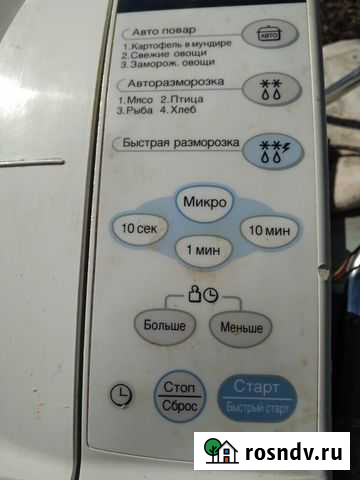 Авто повар
1.Картофель в мундире
2.Свежие овощи
3. Заморож. овощи
АВТО
Авторазморозка
1.Мясо 2.Птица
3.Рыба 4.Хлеб
Быстрая разморозка
Микро
10 сек
10 мин
1 мин
Больше
Меньше
Стоп
Сброс
Старт
Быстрый старт
rosndv.ru